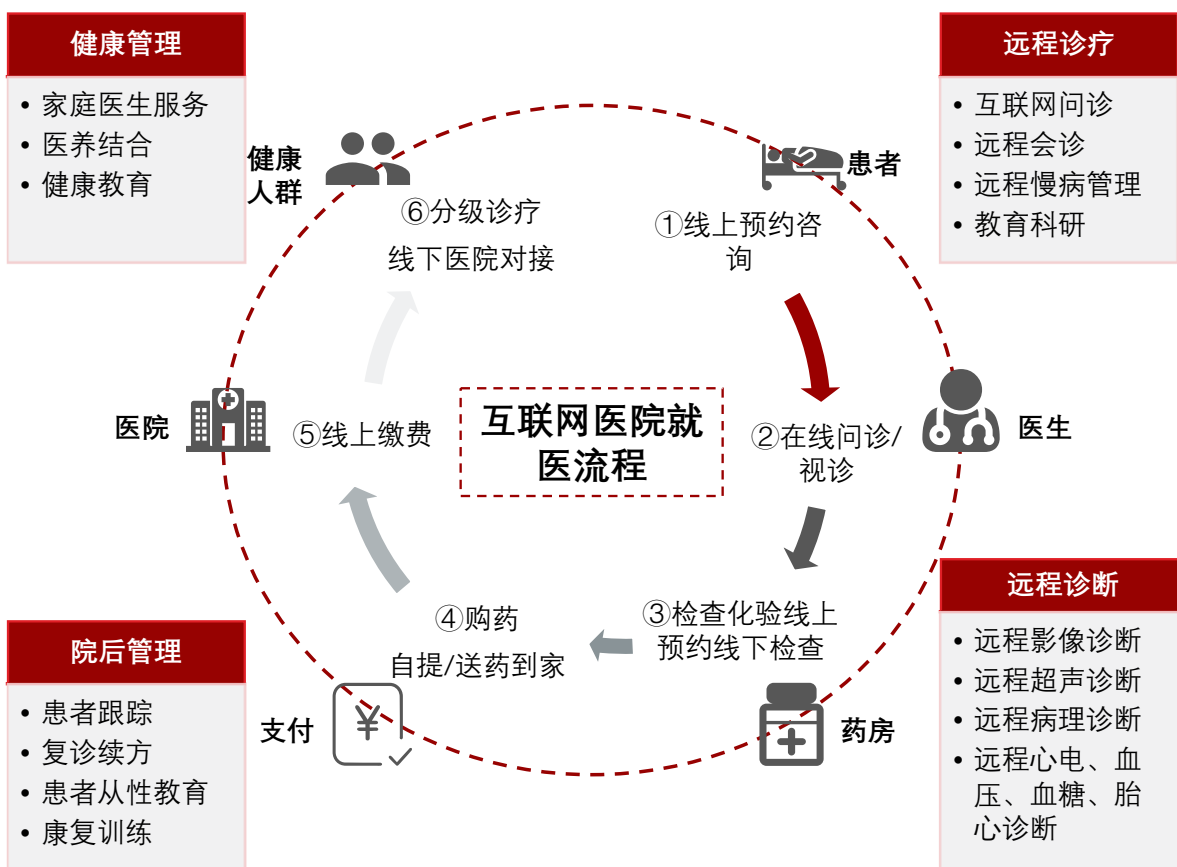 健康管理
• 家庭医生服务
• 医养结合
• 健康教育
远程诊疗
• 互联网问诊
• 远程会诊
• 远程慢病管理
• 教育科研
健康
人群
患者
⑥分级诊疗
线下医院对接
①线上预约咨
询
医院
⑤线上缴费
互联网医院就
医流程
②在线问诊/
视诊
医生
④购药
自提/送药到家
③检查化验线上
预约线下检查
支付
¥
药房
院后管理
• 患者跟踪
• 复诊续方
• 患者从性教育
• 康复训练
远程诊断
• 远程影像诊断
• 远程超声诊断
• 远程病理诊断
• 远程心电、血
压、血糖、胎
心诊断